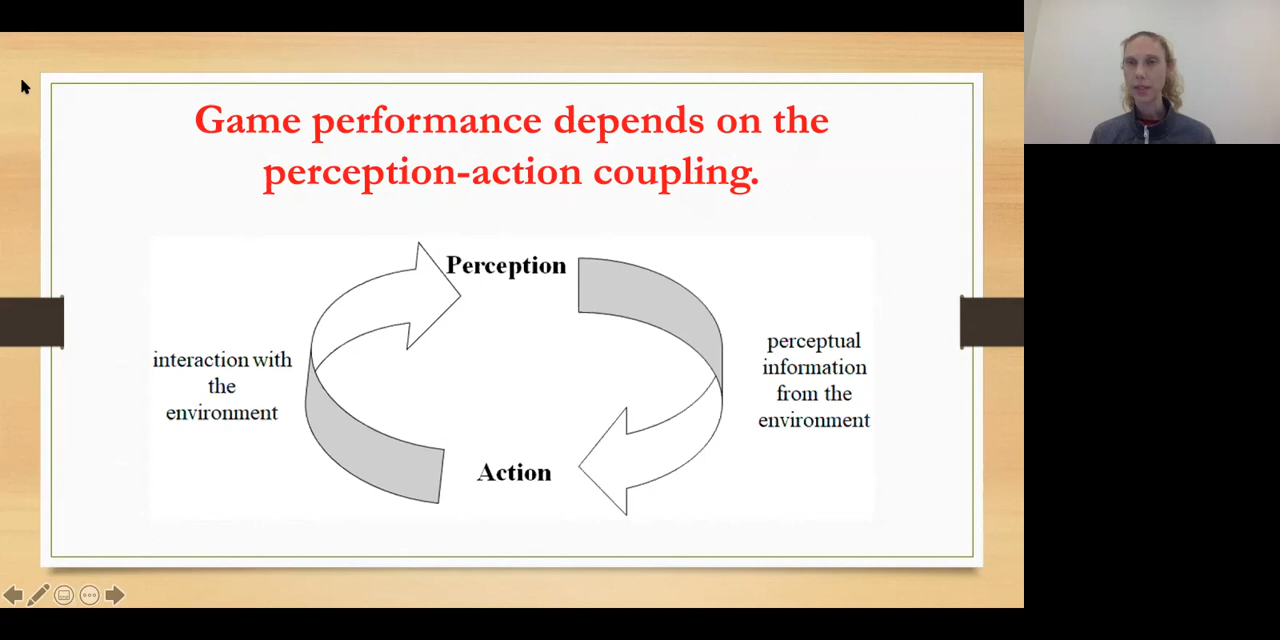 Game performance depends on the
perception-action coupling.
Perception
interaction with
the
environment
perceptual
information
from the
environment
Action